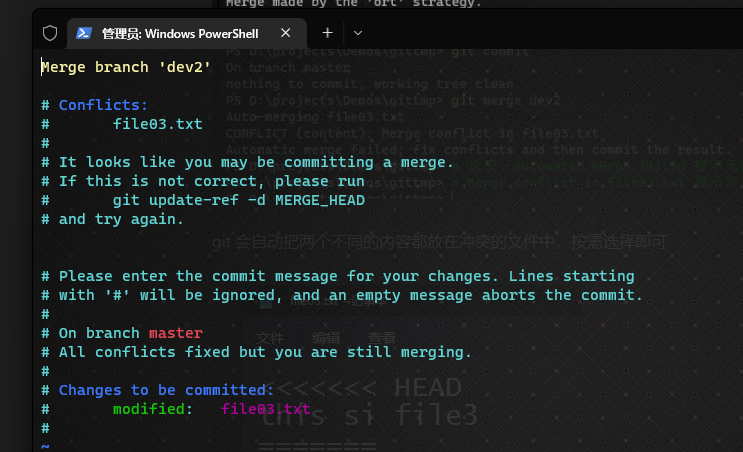 Merge made by the 'ort' strategy.
管理员: Windows PowerShell
PS D:\projects\Demos\gittmp> git commit
On branch master
nothing to commit, working tree clean
PS D:\projects\Demos\gittmp> git merge dev2
Auto-merging file03.txt
CONFLICT (content): Merge conflict in file03.txt
Automatic merge failed; fix conflicts and then commit the result.
Merge branch 'dev2'
# Conflicts:
#       file03.txt
#
# It looks like you may be committing a merge.
# If this is not correct, please run
#       git update-ref -d MERGE_HEAD
# and try again.
git 会自动把两个不同的内容都放在冲突的文件中，按需选择即可
# Please enter the commit message for your changes. Lines starting
# with '#' will be ignored, and an empty message aborts the commit.
#
# On branch master
# All conflicts fixed but you are still merging.
#
# Changes to be committed:
#       modified:   file03.txt
#
~
文件 编辑 查看
<<<<<<< HEAD
this si file3
=======